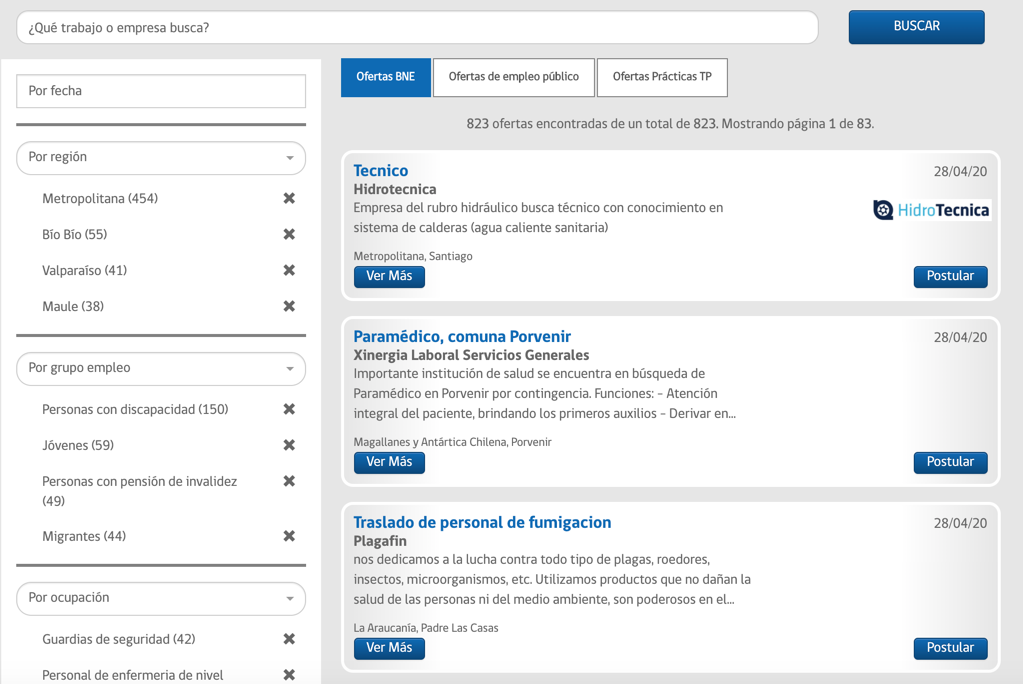 ¿Qué trabajo o empresa busca?
BUSCAR
Por fecha
Por región
Metropolitana (454)
Bío Bío (55)
Valparaíso (41)
Maule (38)
Por grupo empleo
Personas con discapacidad (150)
Jóvenes (59)
Personas con pensión de invalidez
(49)
Migrantes (44)
Por ocupación
Guardias de seguridad (42)
Personal de enfermeria de nivel
Ofertas BNE
Ofertas de empleo público
Ofertas Prácticas TP
823 ofertas encontradas de un total de 823. Mostrando página 1 de 83.
Tecnico
28/04/20
Hidrotecnica
Empresa del rubro hidráulico busca técnico con conocimiento en
sistema de calderas (agua caliente sanitaria)
HidroTecnica
Metropolitana, Santiago
Ver Más
Postular
Paramédico, comuna Porvenir
28/04/20
Xinergia Laboral Servicios Generales
Importante institución de salud se encuentra en búsqueda de
Paramédico en Porvenir por contingencia. Funciones: - Atención
integral del paciente, brindando los primeros auxilios - Derivar en...
Magallanes y Antártica Chilena, Porvenir
Ver Más
Postular
Traslado de personal de fumigacion
28/04/20
Plagafin
nos dedicamos a la lucha contra todo tipo de plagas, roedores,
insectos, microorganismos, etc. Utilizamos productos que no dañan la
salud de las personas ni del medio ambiente, son poderosos en el...
La Araucanía, Padre Las Casas
Ver Más
Postular